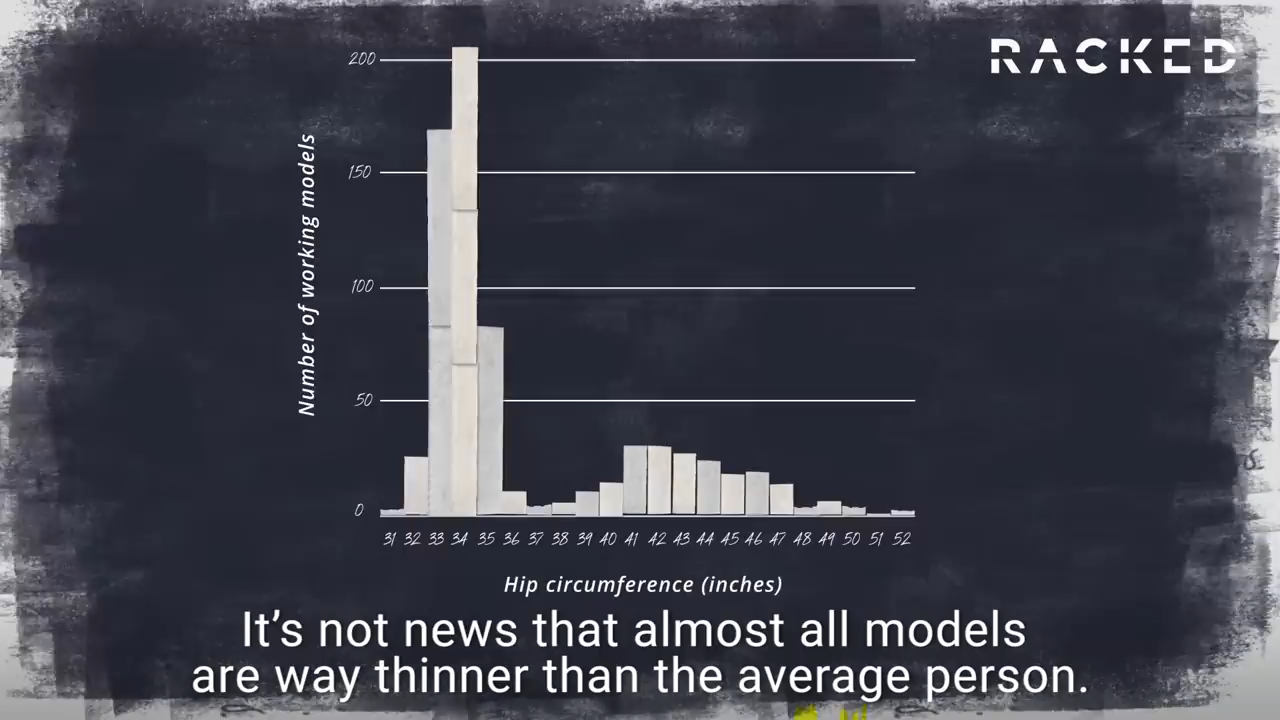 RACKED
Number of working models
200
150
100
50
0
31 32 33 34 35 36 37 38 39 40 41 42 43 44 45 46 47 48 49 50 51 52
Hip circumference (inches)
It’s not news that almost all models
are way thinner than the average person.